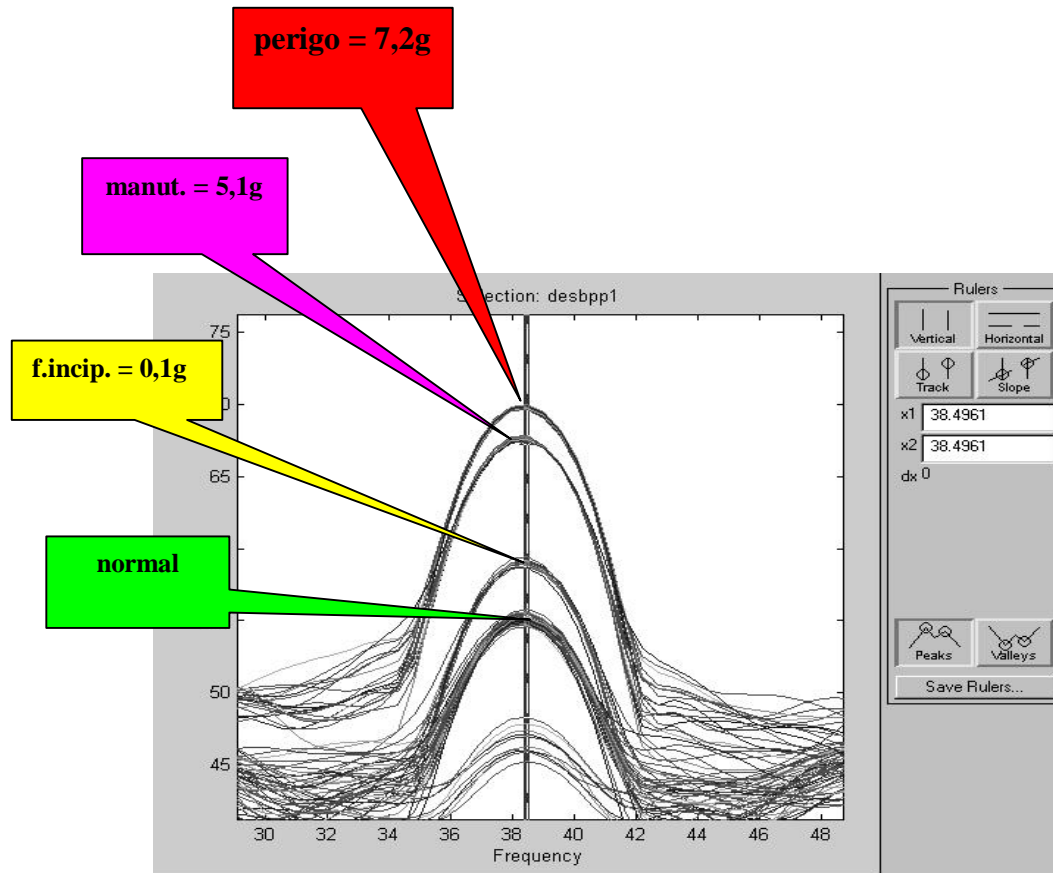 perigo = 7,2g
manut. = 5,1g
f.incip. = 0,1g
normal
desbpp1
75
65
50
45
30 32 34 36 38 40 42 44 46 48
Frequency
Rulers
Vertical Horizontal
Track Slope
x1 38.4961
x2 38.4961
dx 0
Peaks Valleys
Save Rulers...